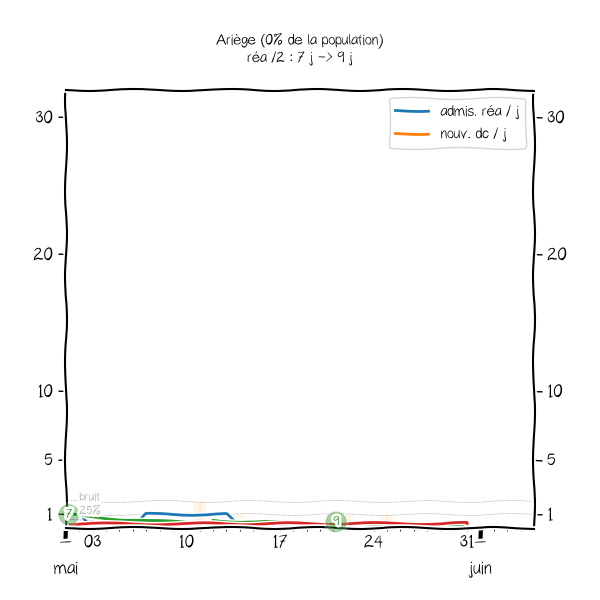 Ariège (0% de la population)
réa /2 : 7 j -> 9 j
admis. réa / j
nouv. dc / j
30
30
20
20
10
10
5
5
... bruit
25%
1
1
7
9
03
10
17
24
31
mai
juin